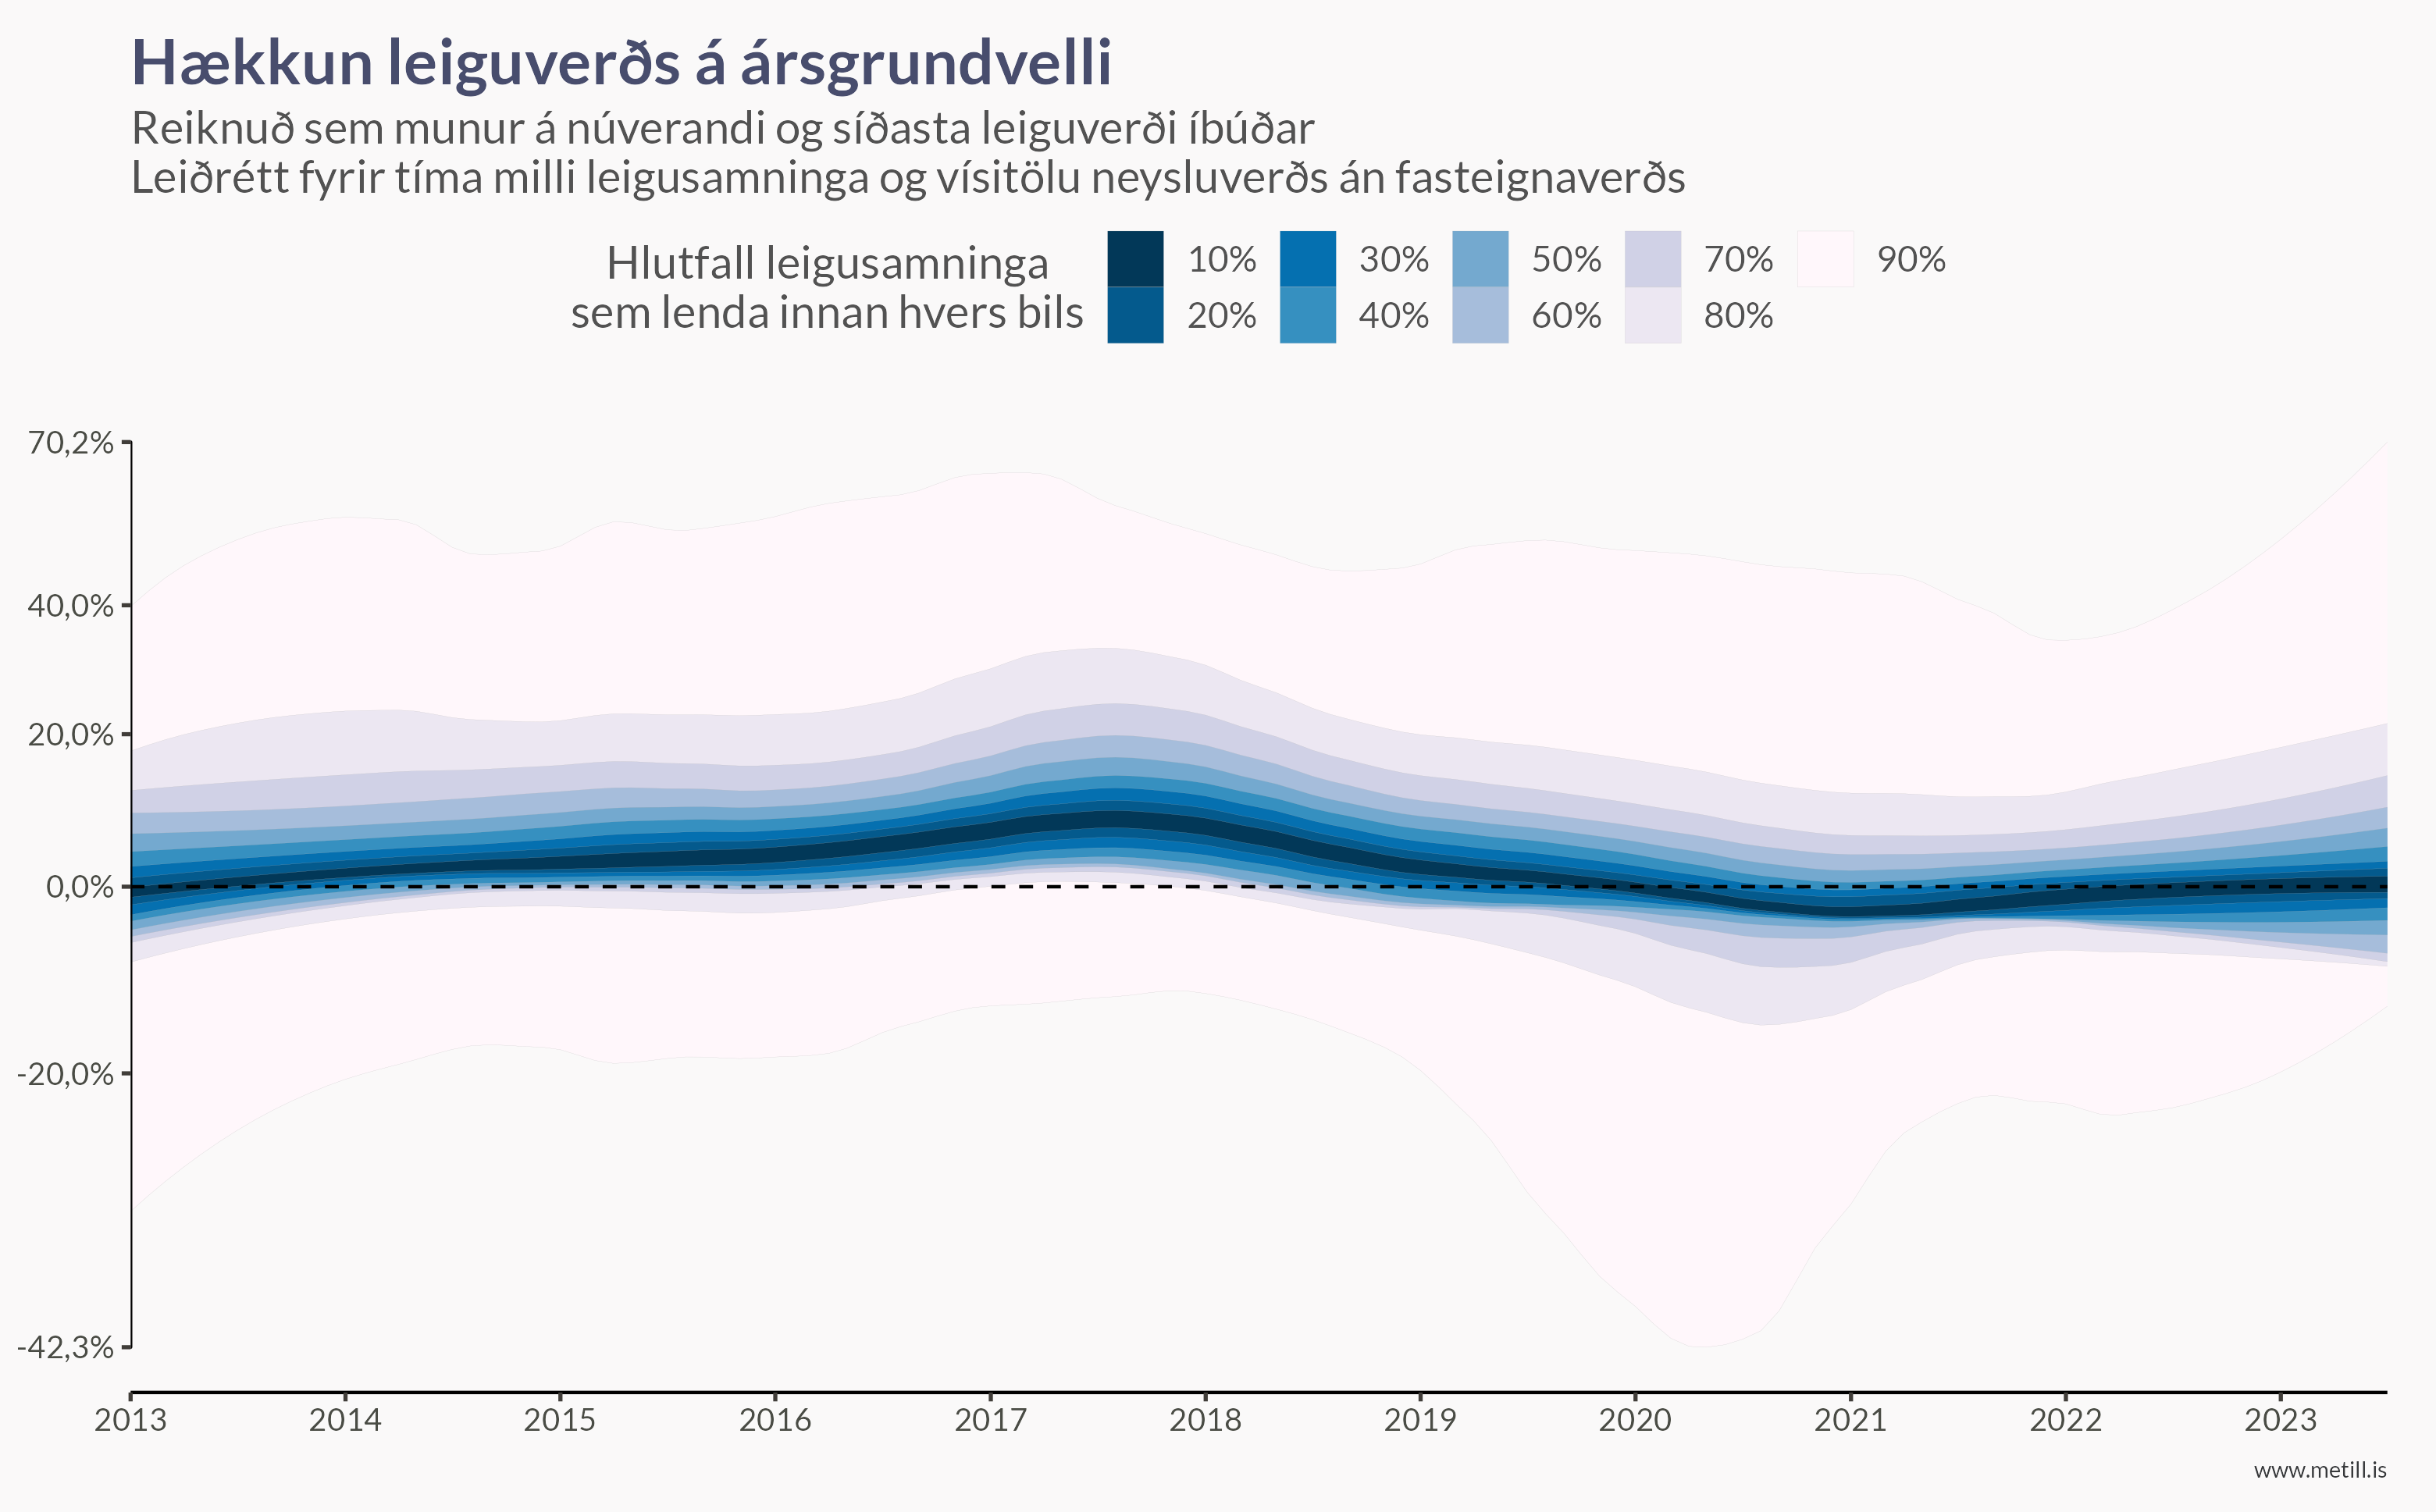 Hækkun leiguverðs á ársgrundvelli
Reiknuð sem munur á núverandi og síðasta leiguverði íbúðar
Leiðrétt fyrir tíma milli leigusamninga og vísitölu neysluverðs án fasteignaverðs
Hlutfall leigusamninga
sem lenda innan hvers bils
10% 30% 50% 70% 90%
20% 40% 60% 80%
70,2%
40,0%
20,0%
0,0%
-20,0%
-42,3%
2013 2014 2015 2016 2017 2018 2019 2020 2021 2022 2023
www.metill.is